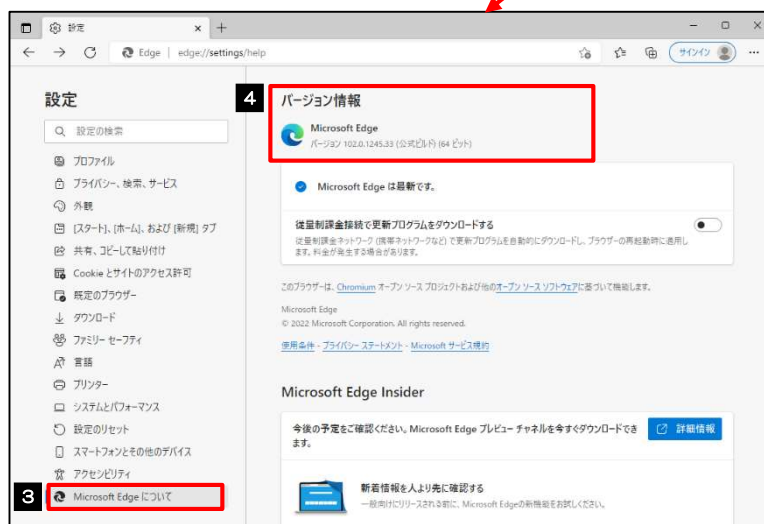 設定
Edge | edge://settings/help
サインイン
設定
設定の検索
プロファイル
プライバシー、検索、サービス
外観
[スタート]、[ホーム]、および [新規] タブ
共有、コピーして貼り付け
Cookie とサイトのアクセス許可
既定のブラウザー
ダウンロード
ファミリー セーフティ
言語
プリンター
システムとパフォーマンス
設定のリセット
スマートフォンとその他のデバイス
アクセシビリティ
3
Microsoft Edge について
4
バージョン情報
Microsoft Edge
バージョン 102.0.1245.33 (公式ビルド) (64 ビット)
Microsoft Edge は最新です。
従量制課金接続で更新プログラムをダウンロードする
従量制課金ネットワーク (携帯ネットワークなど) で更新プログラムを自動的にダウンロードし、ブラウザーの再起動時に適用し
ます。料金が発生する場合があります。
このブラウザーは、Chromium オープン ソース プロジェクトおよび他のオープン ソース ソフトウェアに基づいて機能します。
Microsoft Edge
© 2022 Microsoft Corporation. All rights reserved.
使用条件 - プライバシー ステートメント - Microsoft サービス規約
Microsoft Edge Insider
今後の予定をご確認ください。Microsoft Edge プレビュー チャネルを今すぐダウンロードでき
ます。
詳細情報
新着情報を人より先に確認する
一般向けにリリースされる前に、Microsoft Edgeの新機能をお試しください。